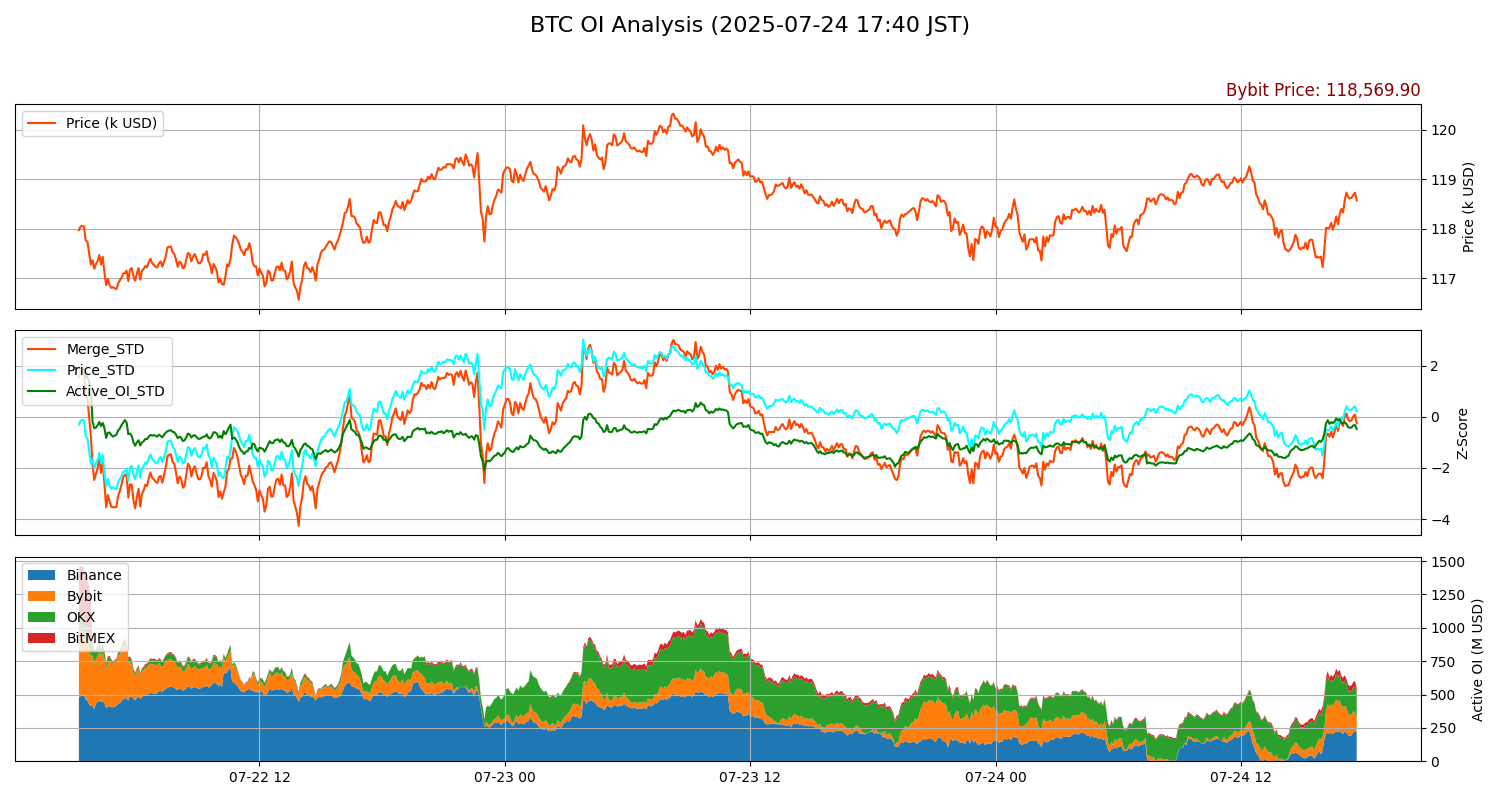 BTC OI Analysis (2025-07-24 17:40 JST)
Bybit Price: 118,569.90
Price (k USD)
120
119
118
117
Price (k USD)
Merge_STD
Price_STD
Active_OI_STD
2
0
−2
−4
Z-Score
Binance
Bybit
OKX
BitMEX
1500
1250
1000
750
500
250
0
Active OI (M USD)
07-22 12
07-23 00
07-23 12
07-24 00
07-24 12